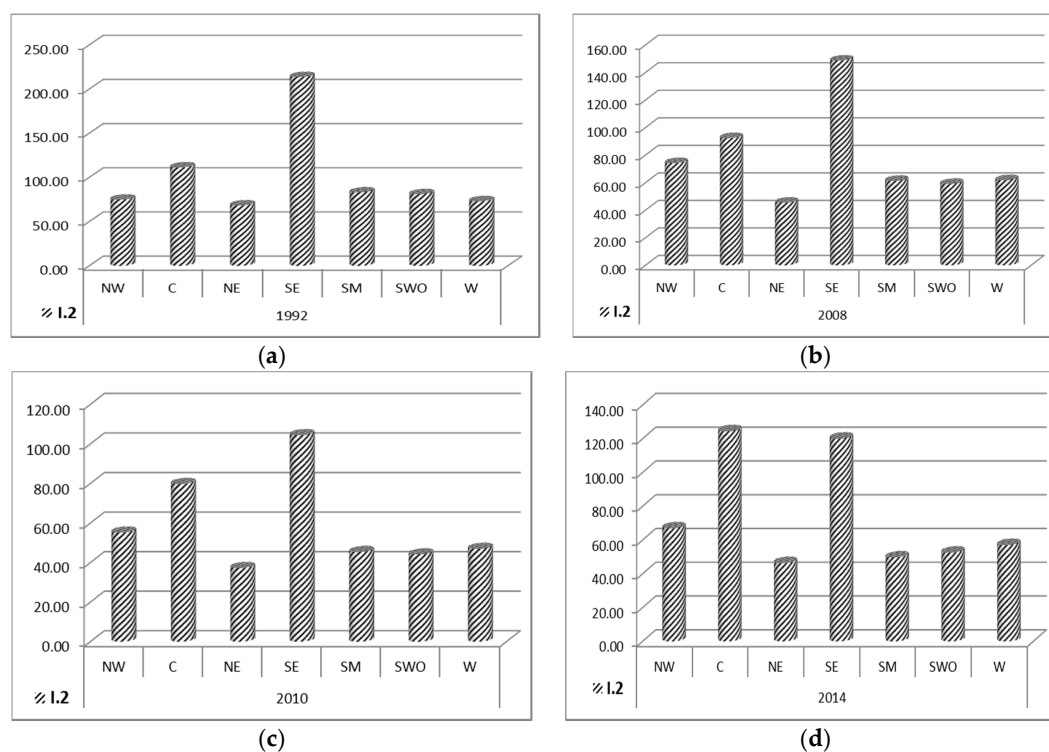 250.00
200.00
150.00
100.00
50.00
0.00
NW C NE SE SM SWO W
I.2 1992
(a)
160.00
140.00
120.00
100.00
80.00
60.00
40.00
20.00
0.00
NW C NE SE SM SWO W
I.2 2008
(b)
120.00
100.00
80.00
60.00
40.00
20.00
0.00
NW C NE SE SM SWO W
I.2 2010
(c)
140.00
120.00
100.00
80.00
60.00
40.00
20.00
0.00
NW C NE SE SM SWO W
I.2 2014
(d)